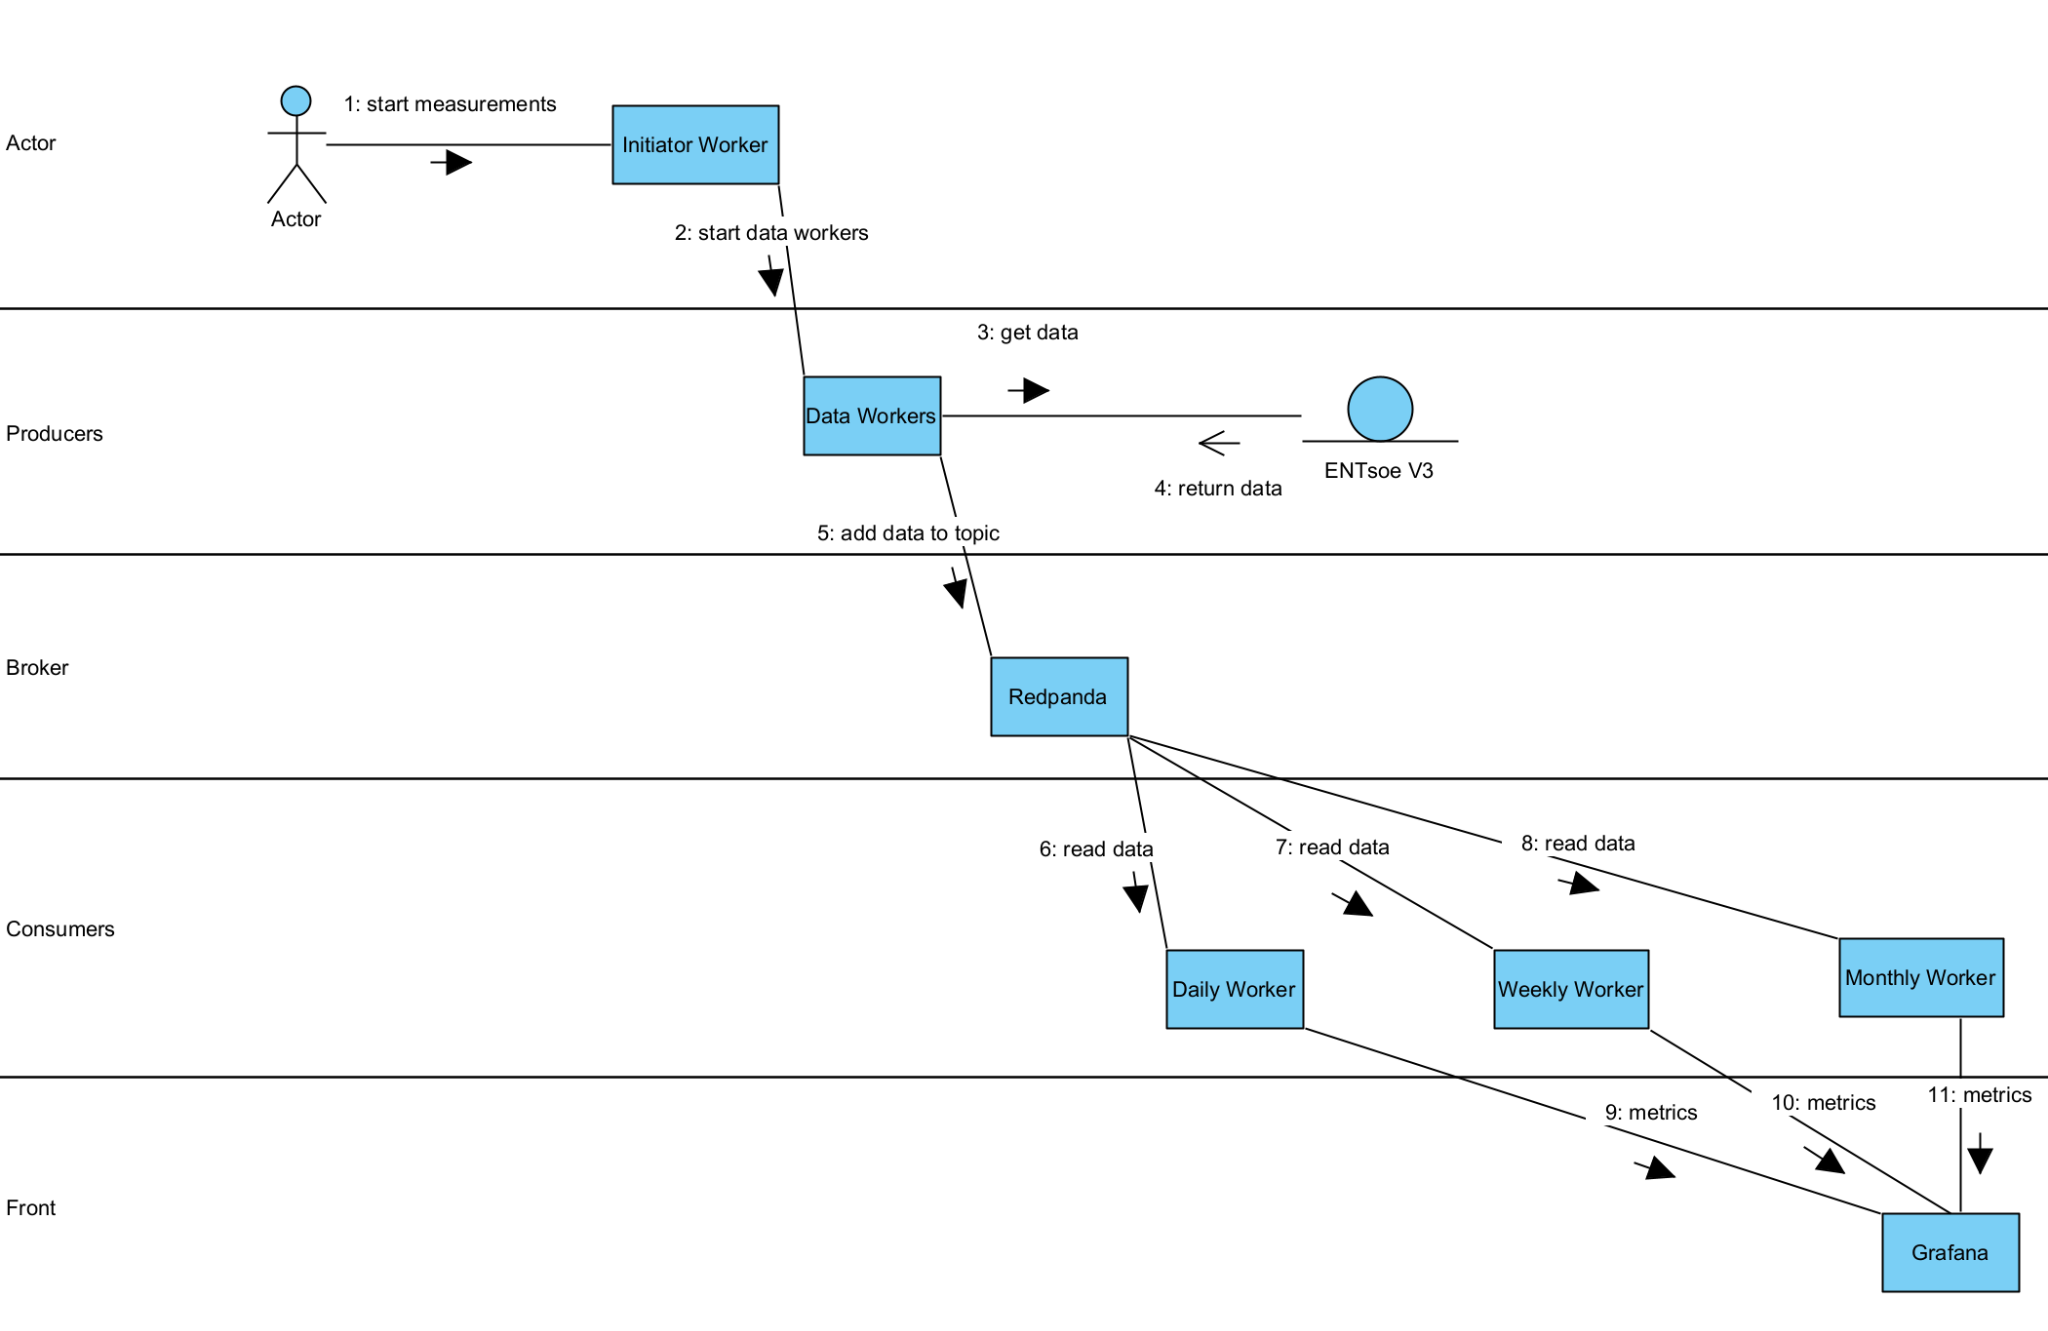 1: start measurements
Actor
Initiator Worker
Actor
2: start data workers
3: get data
Data Workers
Producers
ENTsoe V3
4: return data
5: add data to topic
Broker
Redpanda
6: read data
7: read data
8: read data
Consumers
Daily Worker
Weekly Worker
Monthly Worker
9: metrics
10: metrics
11: metrics
Front
Grafana